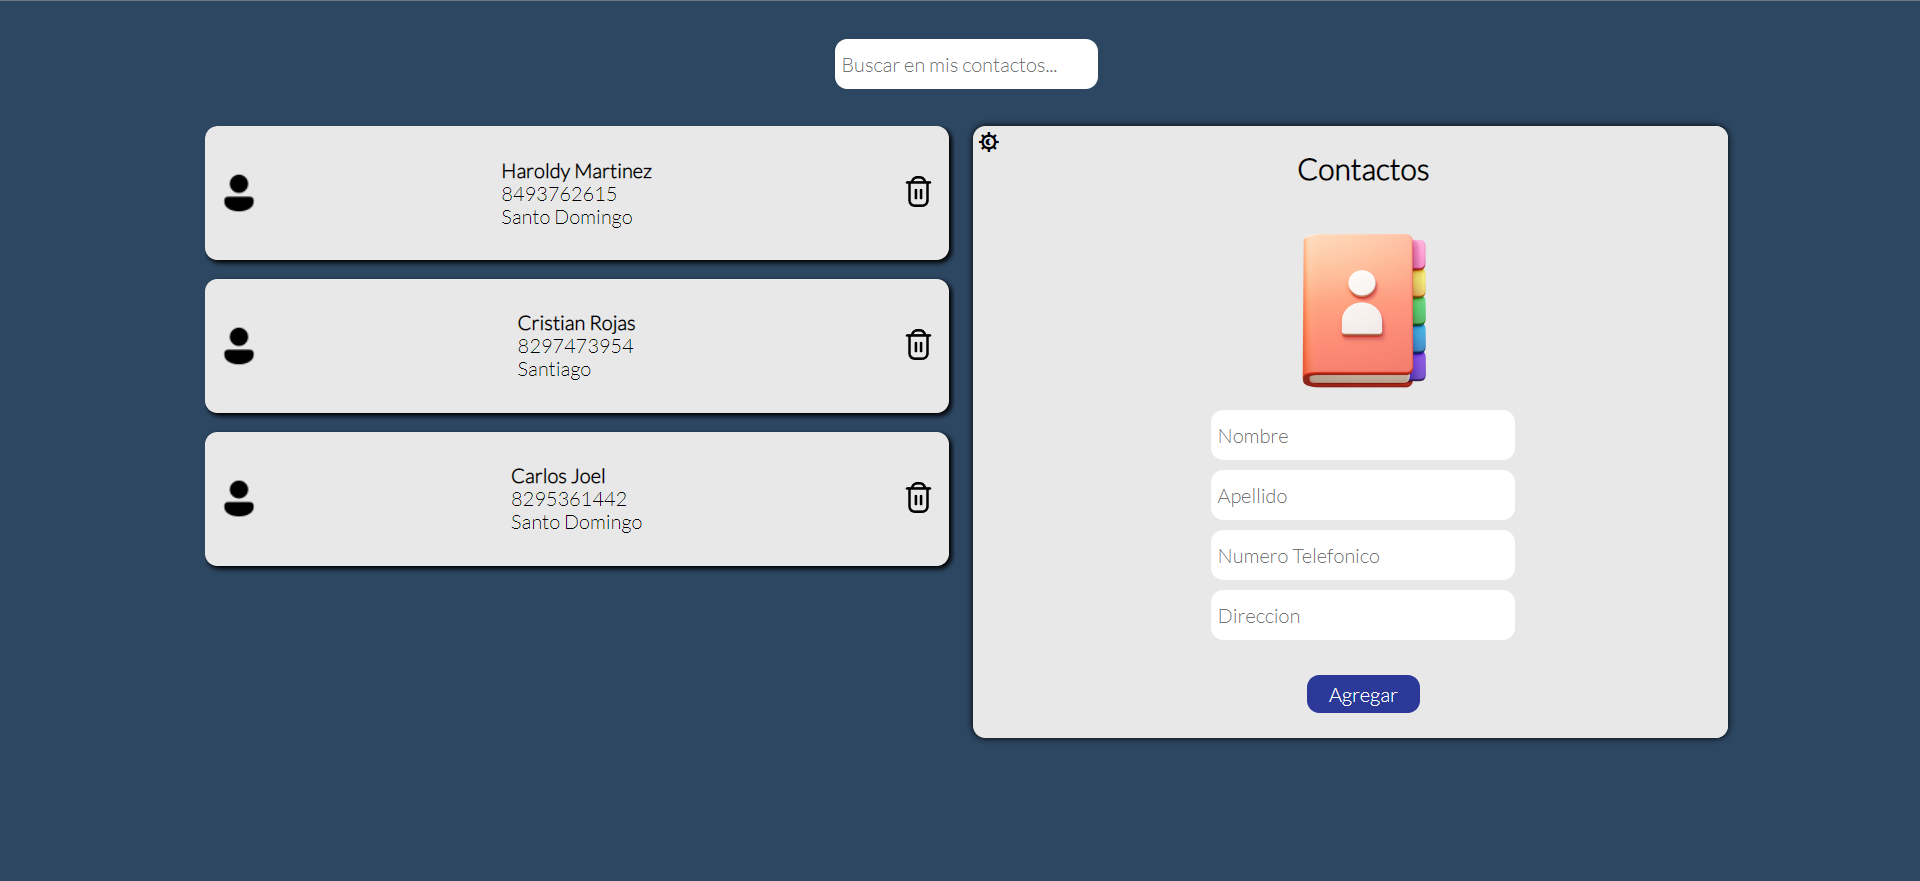 Buscar en mis contactos...
Haroldy Martinez
8493762615
Santo Domingo
Cristian Rojas
8297473954
Santiago
Carlos Joel
8295361442
Santo Domingo
Contactos
Nombre
Apellido
Numero Telefonico
Direccion
Agregar